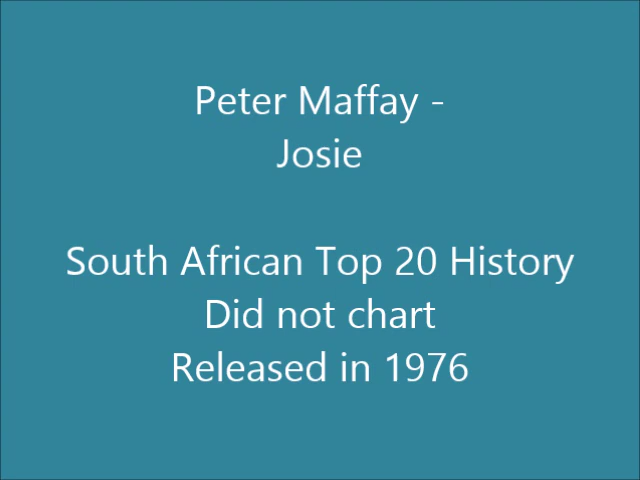 Peter Maffay -
Josie
South African Top 20 History
Did not chart
Released in 1976